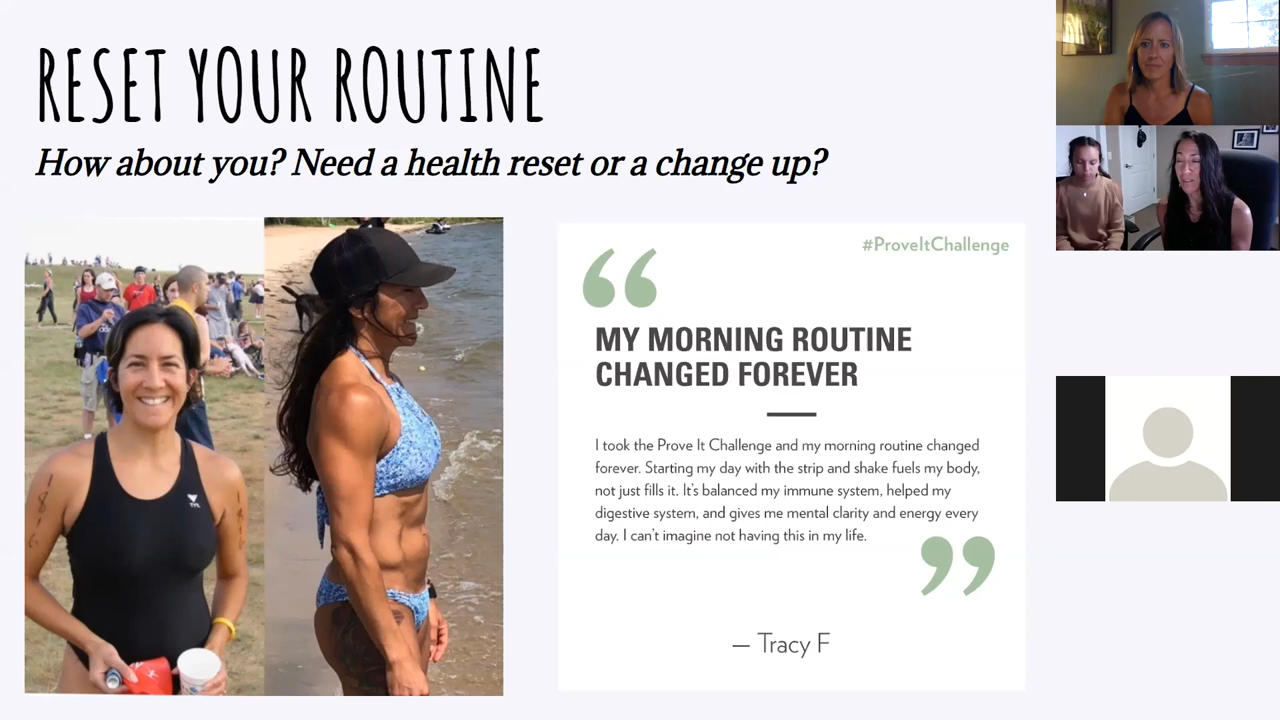 RESET YOUR ROUTINE
How about you? Need a health reset or a change up?
#ProveItChallenge
“
MY MORNING ROUTINE
CHANGED FOREVER
I took the Prove It Challenge and my morning routine changed
forever. Starting my day with the strip and shake fuels my body,
not just fills it. It's balanced my immune system, helped my
digestive system, and gives me mental clarity and energy every
day. I can't imagine not having this in my life.
”
— Tracy F
TYR
1816